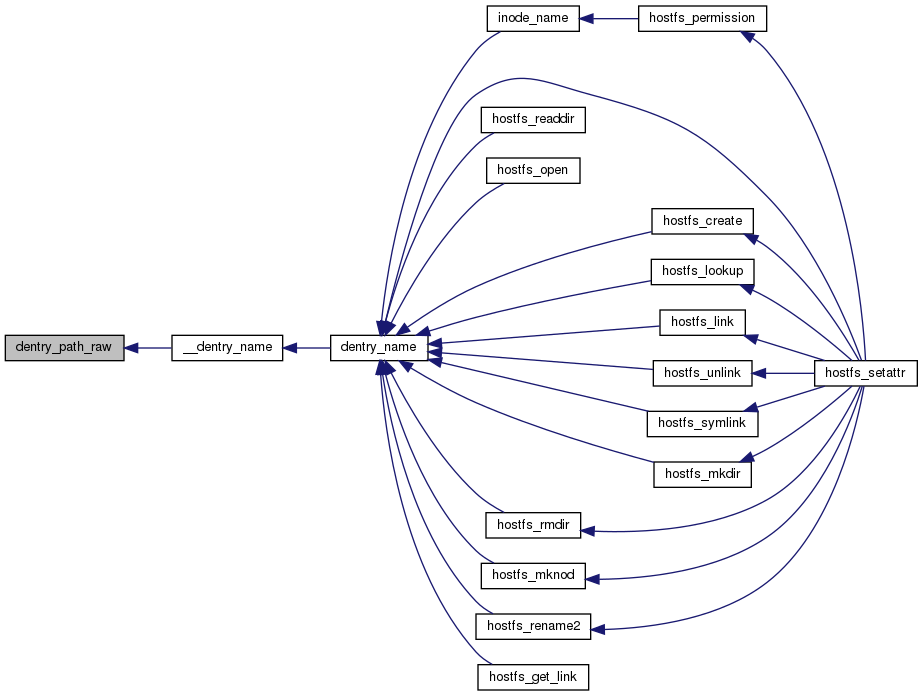 inode_name
hostfs_permission
hostfs_readdir
hostfs_open
hostfs_create
hostfs_lookup
hostfs_link
dentry_path_raw
__dentry_name
dentry_name
hostfs_unlink
hostfs_setattr
hostfs_symlink
hostfs_mkdir
hostfs_rmdir
hostfs_mknod
hostfs_rename2
hostfs_get_link